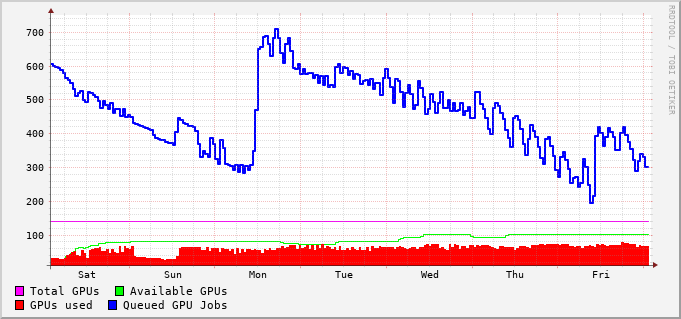 700
600
500
400
300
200
100
Sat Sun Mon Tue Wed Thu Fri
RRDTOOL / TOBI OETIKER
Total GPUs Available GPUs
GPUs used Queued GPU Jobs